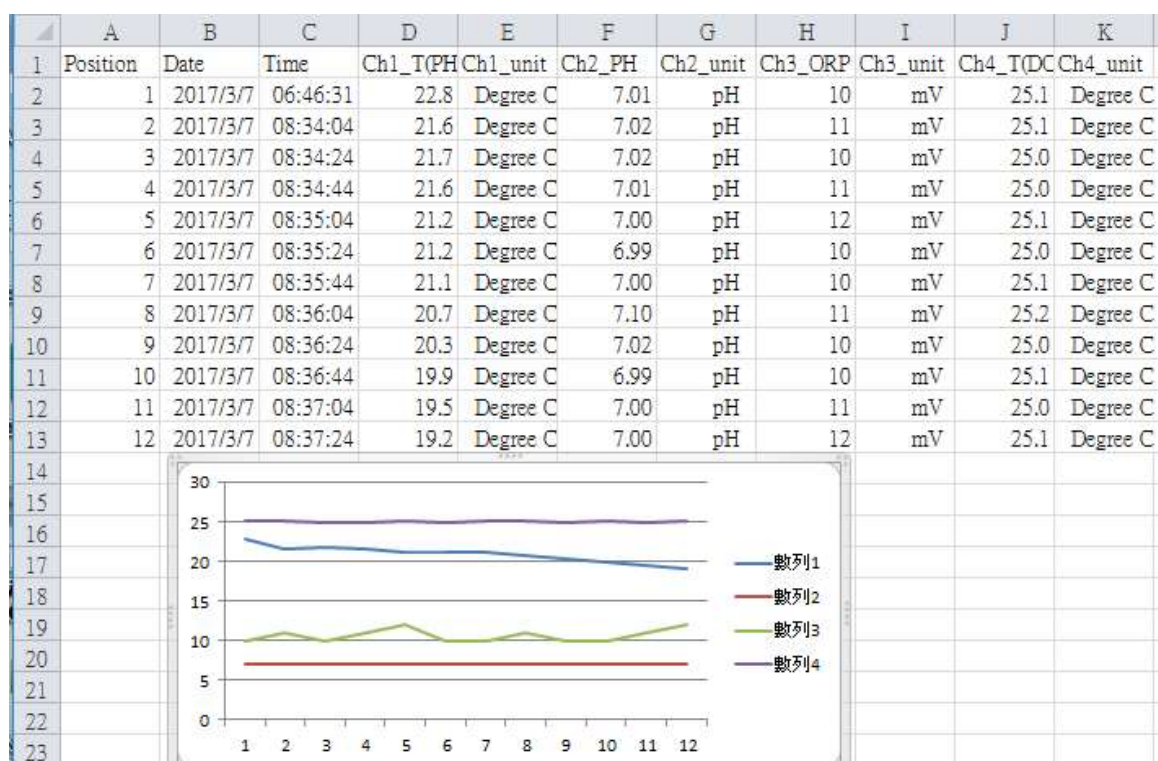 A B C D E F G H I J K
1 Position Date Time Ch1_T(PH Ch1_unit Ch2_PH Ch2_unit Ch3_ORP Ch3_unit Ch4_T(DC Ch4_unit
2 1 2017/3/7 06:46:31 22.8 Degree C 7.01 pH 10 mV 25.1 Degree C
3 2 2017/3/7 08:34:04 21.6 Degree C 7.02 pH 11 mV 25.1 Degree C
4 3 2017/3/7 08:34:24 21.7 Degree C 7.02 pH 10 mV 25.0 Degree C
5 4 2017/3/7 08:34:44 21.6 Degree C 7.01 pH 11 mV 25.0 Degree C
6 5 2017/3/7 08:35:04 21.2 Degree C 7.00 pH 12 mV 25.1 Degree C
7 6 2017/3/7 08:35:24 21.2 Degree C 6.99 pH 10 mV 25.0 Degree C
8 7 2017/3/7 08:35:44 21.1 Degree C 7.00 pH 10 mV 25.1 Degree C
9 8 2017/3/7 08:36:04 20.7 Degree C 7.10 pH 11 mV 25.2 Degree C
10 9 2017/3/7 08:36:24 20.3 Degree C 7.02 pH 10 mV 25.0 Degree C
11 10 2017/3/7 08:36:44 19.9 Degree C 6.99 pH 10 mV 25.1 Degree C
12 11 2017/3/7 08:37:04 19.5 Degree C 7.00 pH 11 mV 25.0 Degree C
13 12 2017/3/7 08:37:24 19.2 Degree C 7.00 pH 12 mV 25.1 Degree C
14
15
16
17
18
19
20
21
22
23
30
25
20
15
10
5
0
1 2 3 4 5 6 7 8 9 10 11 12
數列1
數列2
數列3
數列4